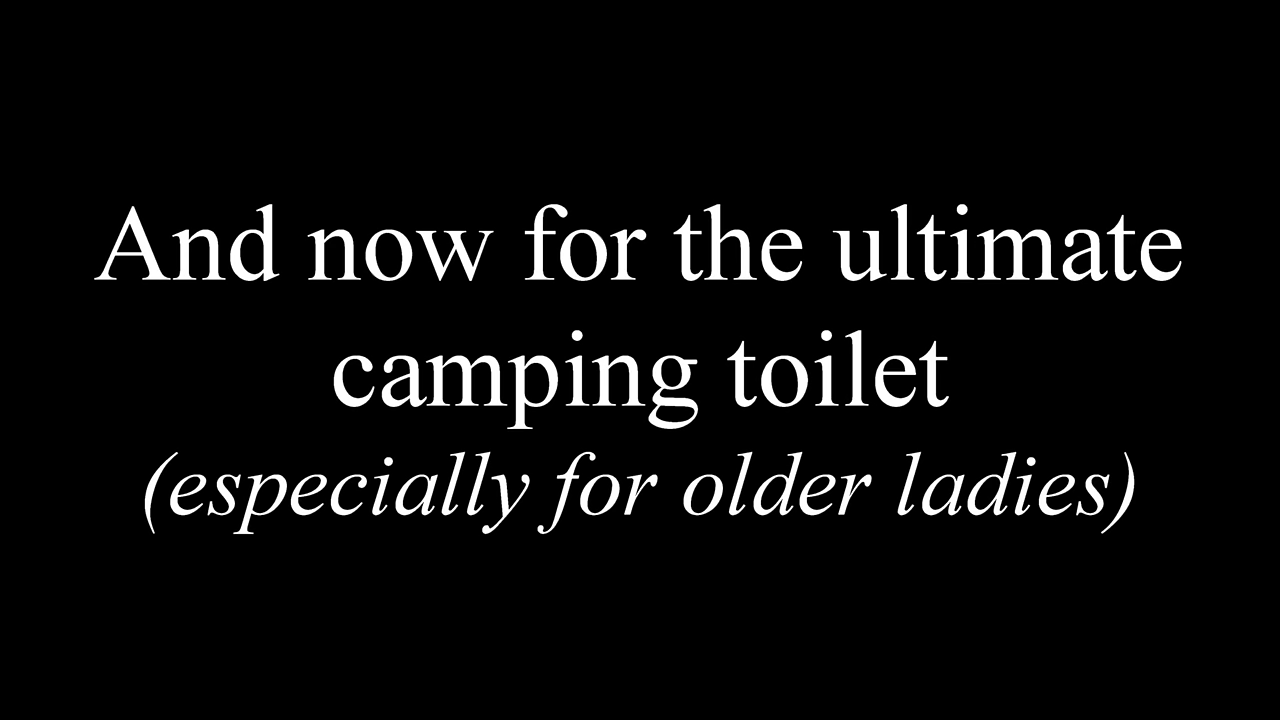 And now for the ultimate
camping toilet
(especially for older ladies)